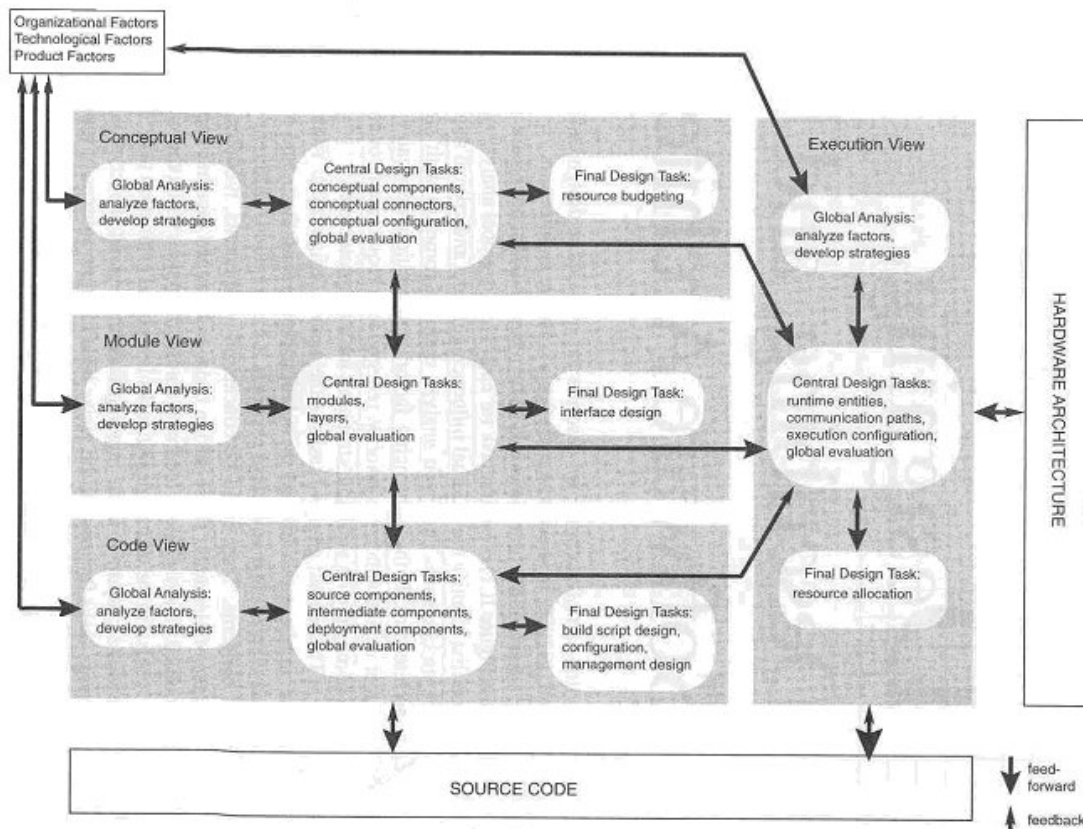 Organizational Factors
Technological Factors
Product Factors
Conceptual View
Global Analysis:
analyze factors,
develop strategies
Central Design Tasks:
conceptual components,
conceptual connectors,
conceptual configuration,
global evaluation
Final Design Task:
resource budgeting
Execution View
Global Analysis:
analyze factors,
develop strategies
Module View
Global Analysis:
analyze factors,
develop strategies
Central Design Tasks:
modules,
layers,
global evaluation
Final Design Task:
interface design
Central Design Tasks:
runtime entities,
communication paths,
execution configuration,
global evaluation
HARDWARE ARCHITECTURE
Code View
Global Analysis:
analyze factors,
develop strategies
Central Design Tasks:
source components,
intermediate components,
deployment components,
global evaluation
Final Design Tasks:
build script design,
configuration,
management design
Final Design Task:
resource allocation
SOURCE CODE
feed-
forward
feedback